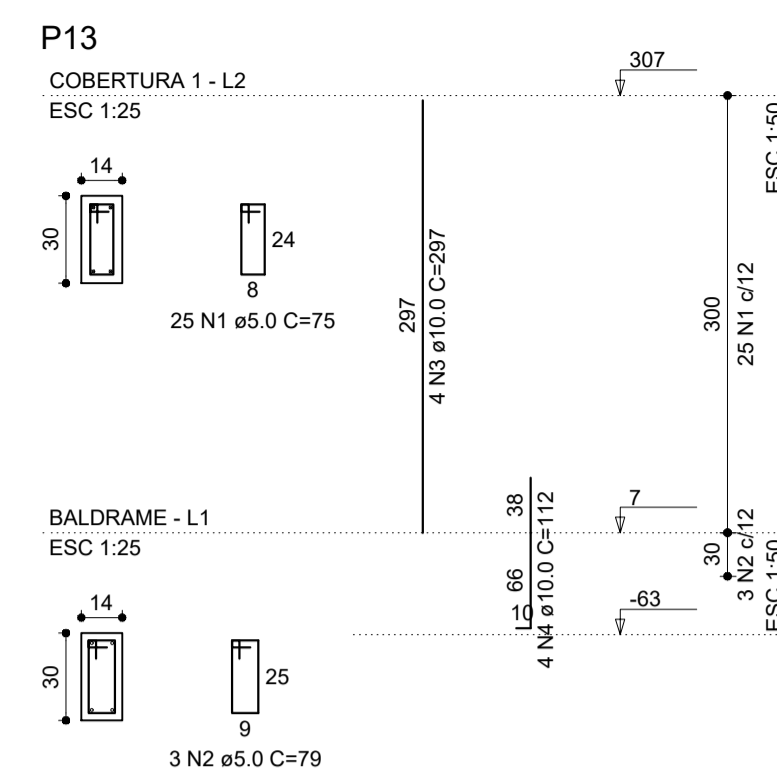 P13
COBERTURA 1 - L2
ESC 1:25
307
14
30
24
8
25 N1 ø5.0 C=75
297
4 N3 ø10.0 C=297
300
25 N1 c/12
ESC 1:50
BALDRAME - L1
ESC 1:25
7
38
66
10
4 N4 ø10.0 C=112
30
3 N2 c/12
ESC 1:50
-63
14
30
25
9
3 N2 ø5.0 C=79